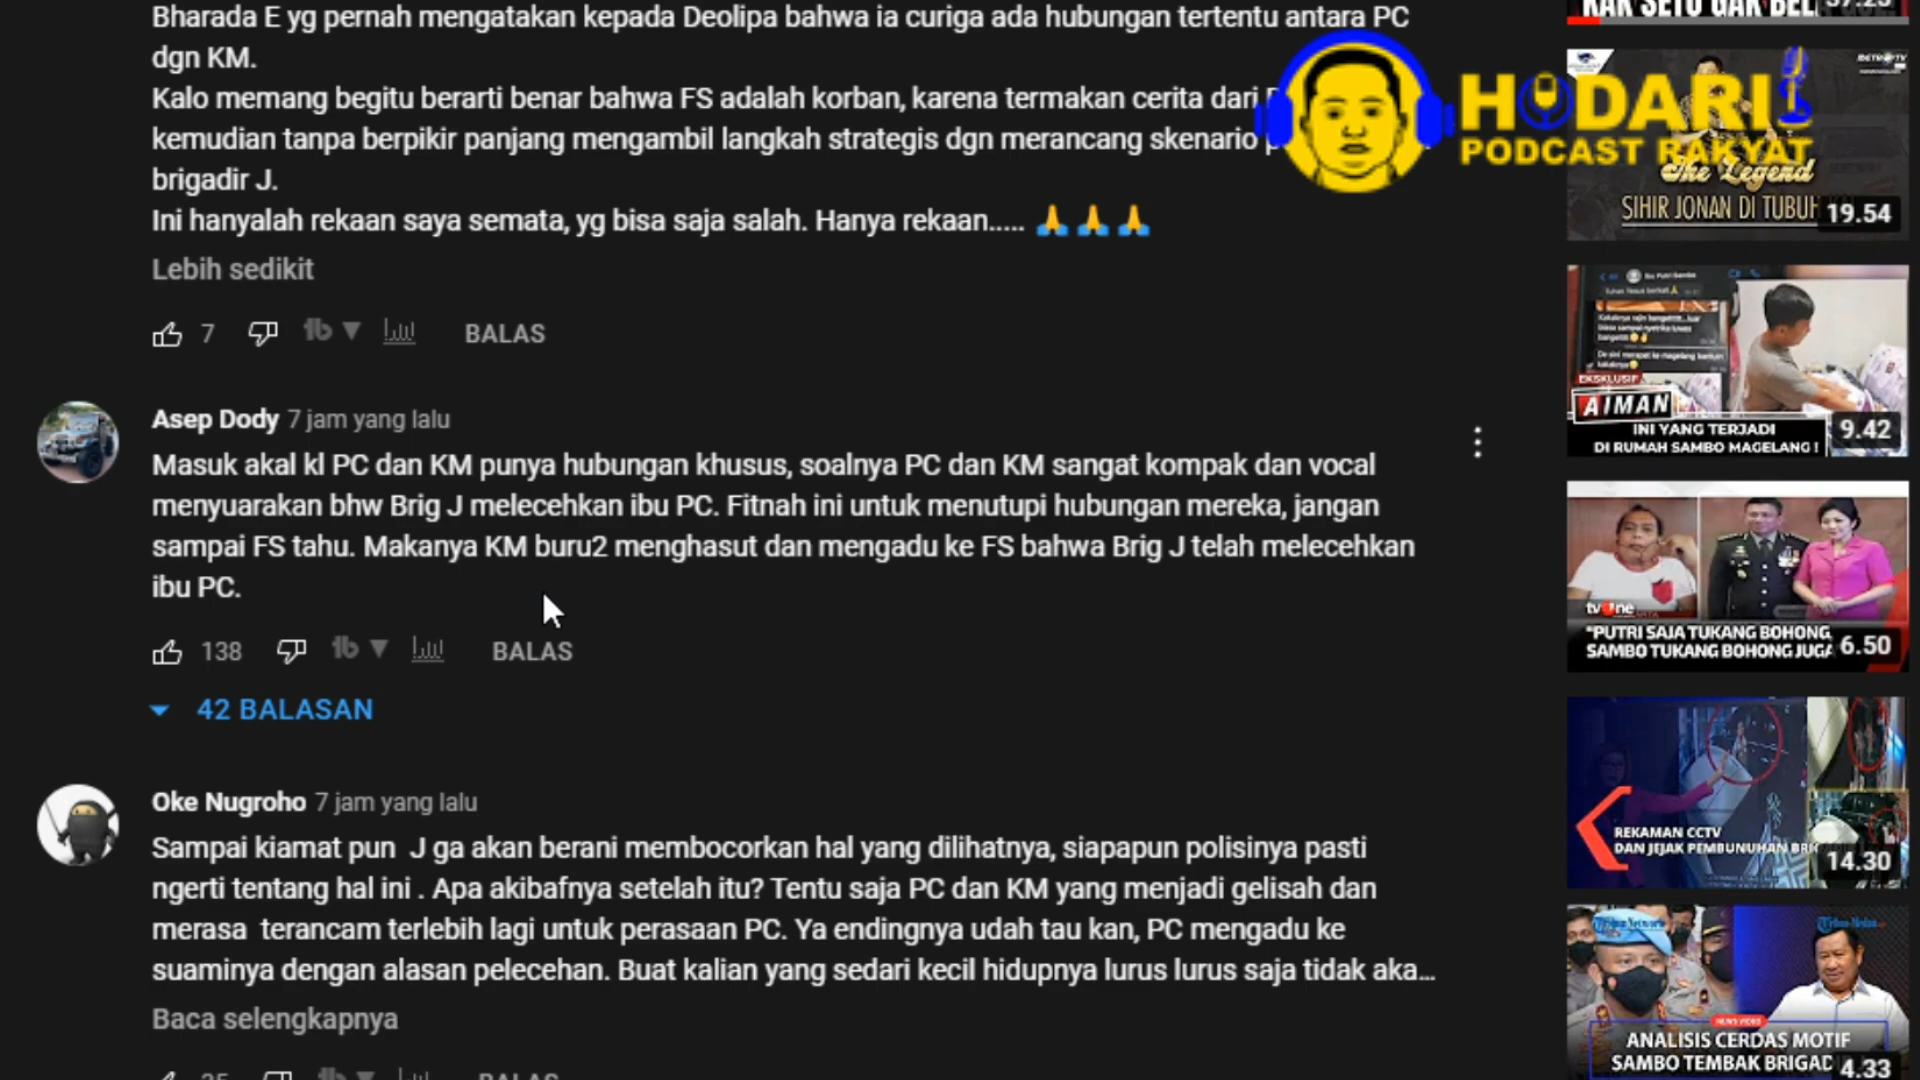 Bharada E yg pernah mengatakan kepada Deolipa bahwa ia curiga ada hubungan tertentu antara PC
dgn KM.
Kalo memang begitu berarti benar bahwa FS adalah korban, karena termakan cerita dari
kemudian tanpa berpikir panjang mengambil langkah strategis dgn merancang skenario
brigadir J.
Ini hanyalah rekaan saya semata, yg bisa saja salah. Hanya rekaan..... 🙏🙏🙏
Lebih sedikit
7 BALAS
Asep Dody 7 jam yang lalu
Masuk akal kl PC dan KM punya hubungan khusus, soalnya PC dan KM sangat kompak dan vocal
menyuarakan bhw Brig J melecehkan ibu PC. Fitnah ini untuk menutupi hubungan mereka, jangan
sampai FS tahu. Makanya KM buru2 menghasut dan mengadu ke FS bahwa Brig J telah melecehkan
ibu PC.
138 BALAS
42 BALASAN
Oke Nugroho 7 jam yang lalu
Sampai kiamat pun J ga akan berani membocorkan hal yang dilihatnya, siapapun polisinya pasti
ngerti tentang hal ini . Apa akibafnya setelah itu? Tentu saja PC dan KM yang menjadi gelisah dan
merasa terancam terlebih lagi untuk perasaan PC. Ya endingnya udah tau kan, PC mengadu ke
suaminya dengan alasan pelecehan. Buat kalian yang sedari kecil hidupnya lurus lurus saja tidak aka...
Baca selengkapnya
BALAS
HODARI
PODCAST RAKYAT
METRO TV
The Legend
SIHIR JONAN DI TUBUH
19.54
EKSKLUSIF
AIMAN
INI YANG TERJADI
DI RUMAH SAMBO MAGELANG !
9.42
tvOne
"PUTRI SAJA TUKANG BOHONG,
SAMBO TUKANG BOHONG JUGA
6.50
REKAMAN CCTV
DAN JEJAK PEMBUNUHAN BRI
14.30
NEWS VIDEO
ANALISIS CERDAS MOTIF
SAMBO TEMBAK BRIGAD
4.33